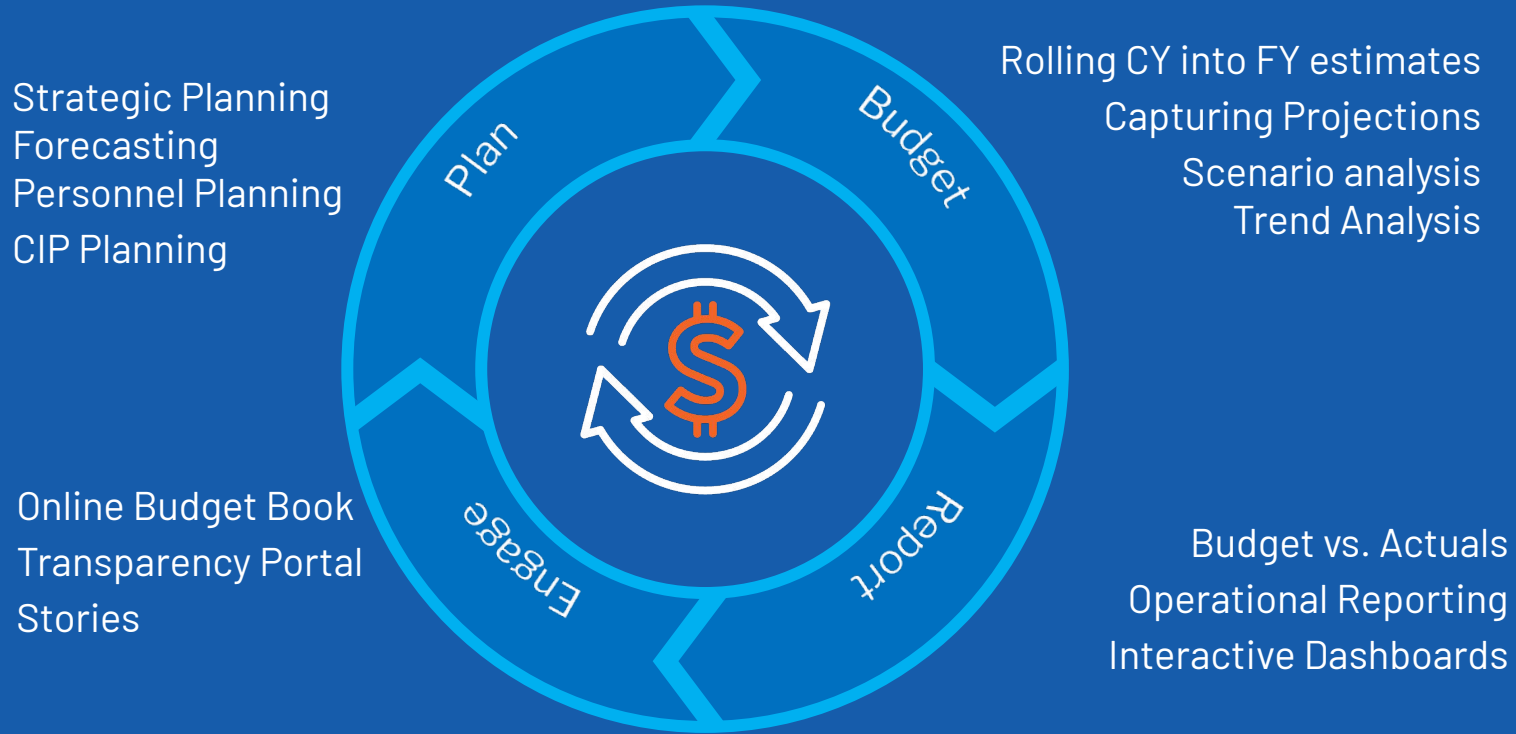 Strategic Planning
Forecasting
Personnel Planning
CIP Planning
Plan
Budget
Rolling CY into FY estimates
Capturing Projections
Scenario analysis
Trend Analysis
Online Budget Book
Transparency Portal
Stories
Engage
Report
Budget vs. Actuals
Operational Reporting
Interactive Dashboards
$